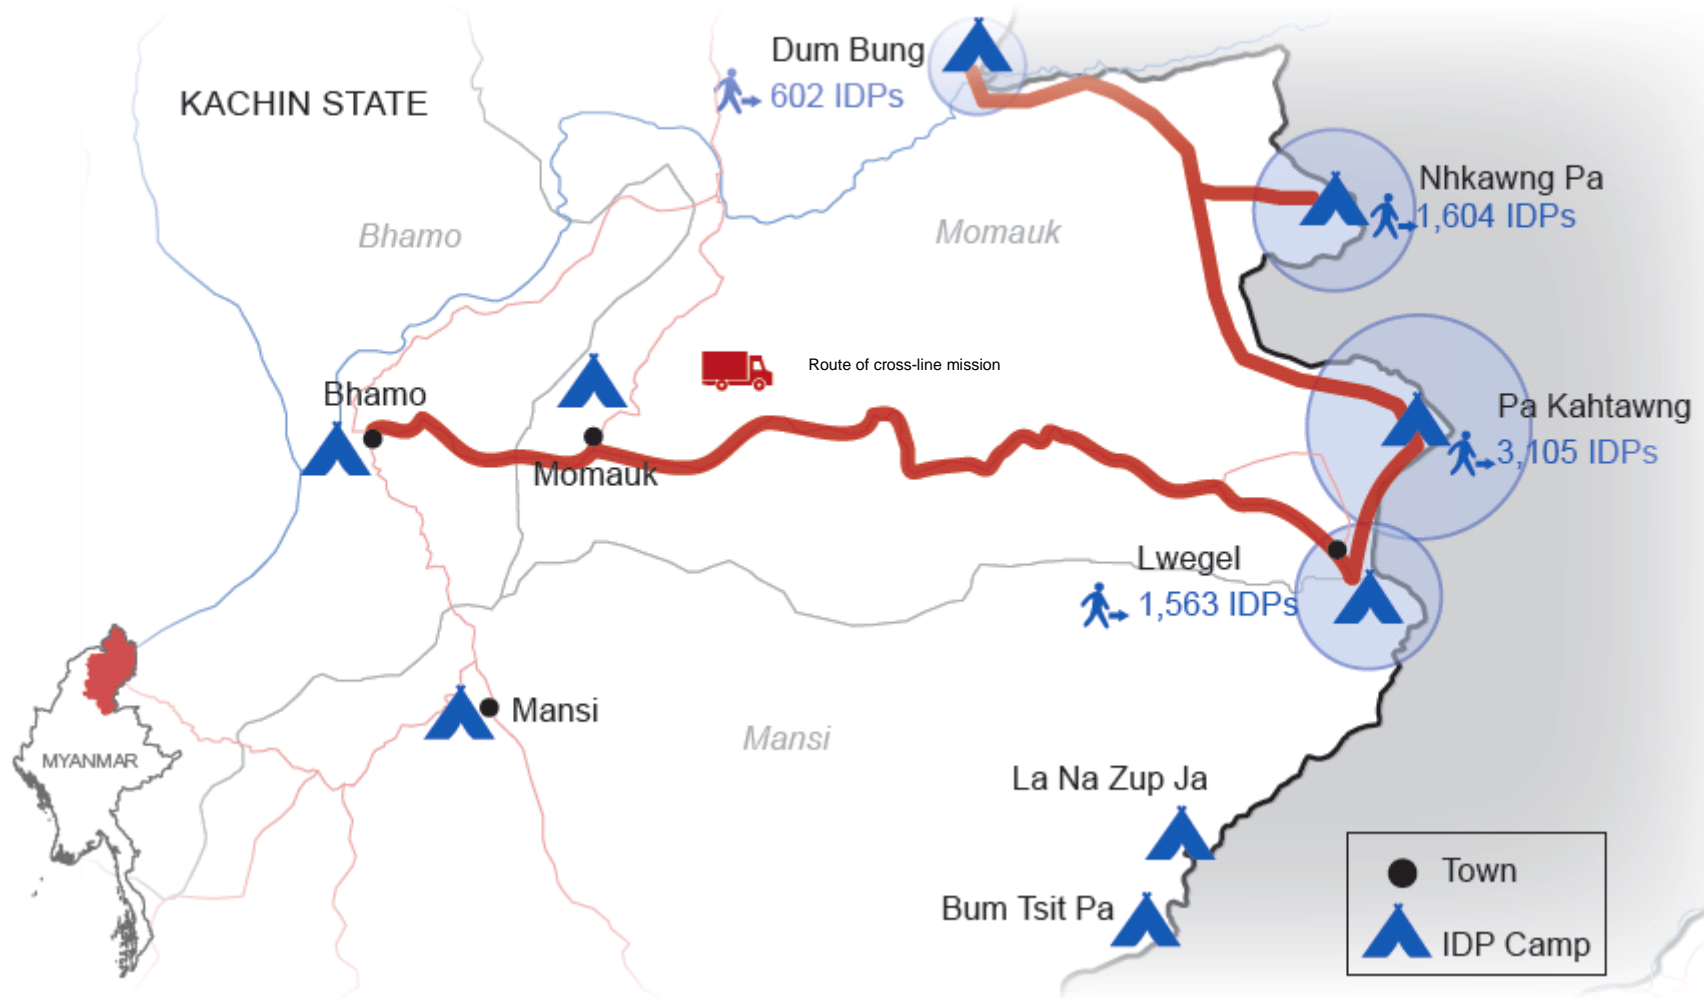 Dum Bung
602 IDPs
KACHIN STATE
Nhkawng Pa
1,604 IDPs
Bhamo
Momauk
Route of cross-line mission
Bhamo
Pa Kahtawng
3,105 IDPs
Momauk
Lwegel
1,563 IDPs
Mansi
Mansi
MYANMAR
La Na Zup Ja
Bum Tsit Pa
Town
IDP Camp